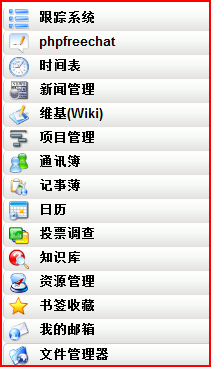 跟踪系统
phpfreechat
时间表
新闻管理
维基(Wiki)
项目管理
通讯簿
记事薄
日历
投票调查
知识库
资源管理
书签收藏
我的邮箱
文件管理器